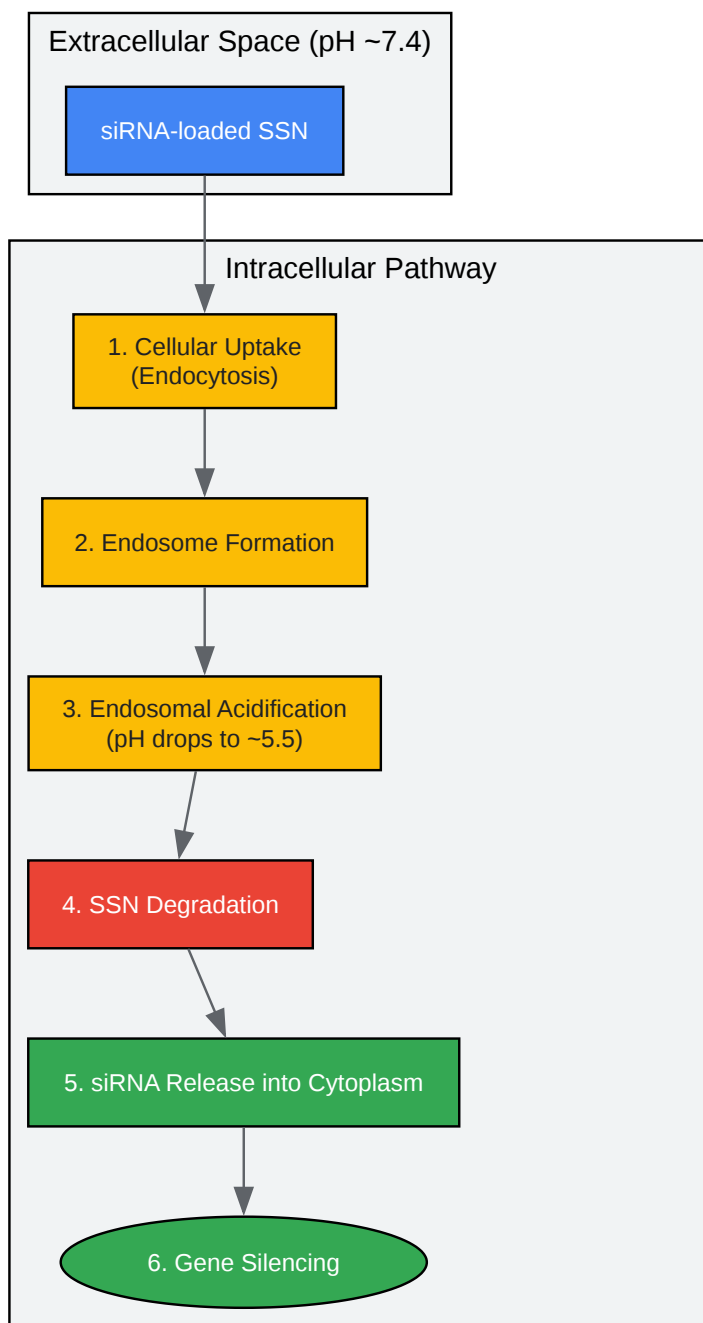 Extracellular Space (pH ~7.4)
siRNA-loaded SSN
Intracellular Pathway
1. Cellular Uptake
(Endocytosis)
2. Endosome Formation
3. Endosomal Acidification
(pH drops to ~5.5)
4. SSN Degradation
5. siRNA Release into Cytoplasm
6. Gene Silencing